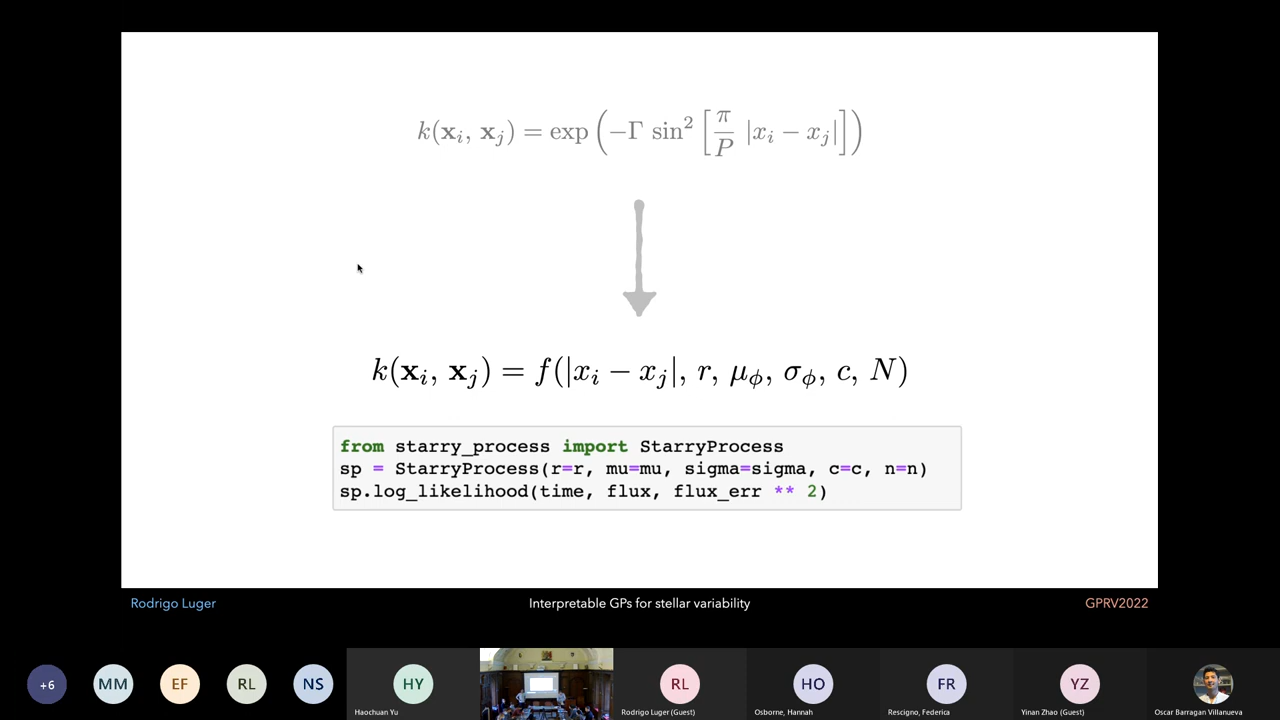 k(𝐱ᵢ, 𝐱ⱼ) = exp (−Γ sin² [π/P |xᵢ − xⱼ|])
k(𝐱ᵢ, 𝐱ⱼ) = f(|xᵢ − xⱼ|, r, μ_ϕ, σ_ϕ, c, N)
from starry_process import StarryProcess
sp = StarryProcess(r=r, mu=mu, sigma=sigma, c=c, n=n)
sp.log_likelihood(time, flux, flux_err ** 2)
Rodrigo Luger Interpretable GPs for stellar variability GPRV2022
+6 MM EF RL NS HY RL HO FR YZ
Haochuan Yu Rodrigo Luger (Guest) Osborne, Hannah Rescigno, Federica Yinan Zhao (Guest) Oscar Barragan Villanueva